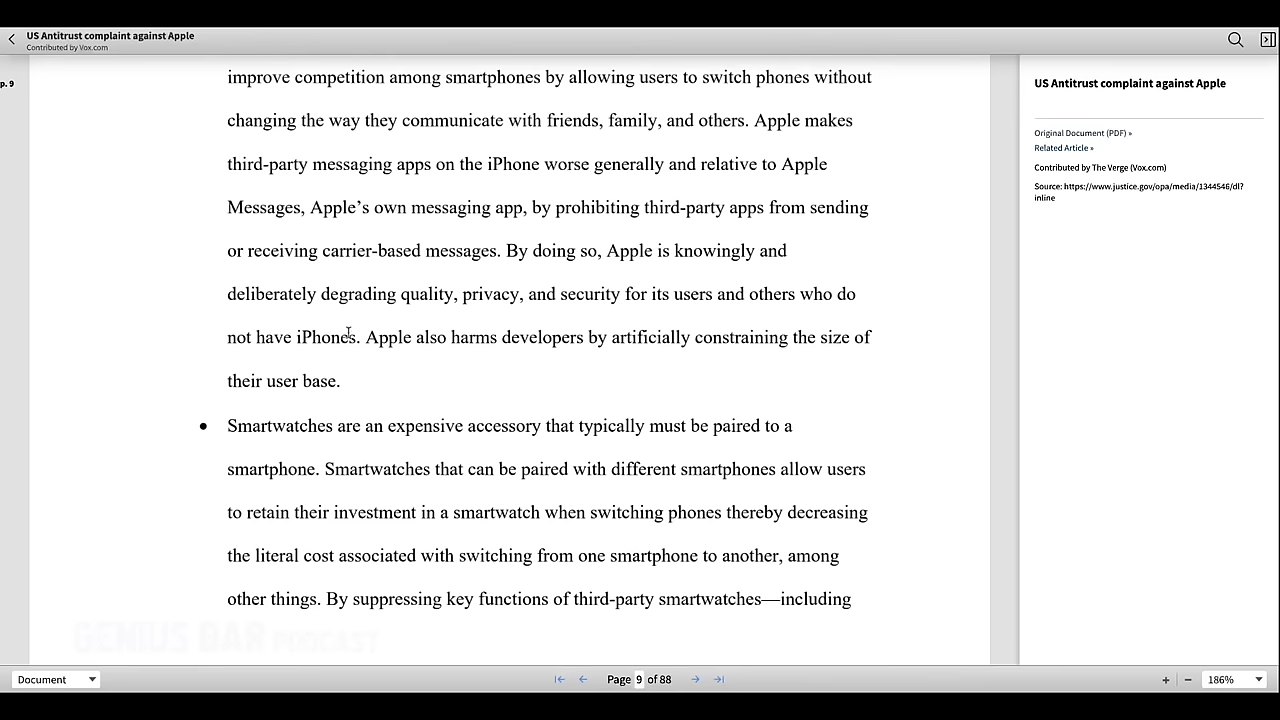 US Antitrust complaint against Apple
Contributed by Vox.com
p. 9
improve competition among smartphones by allowing users to switch phones without
changing the way they communicate with friends, family, and others. Apple makes
third-party messaging apps on the iPhone worse generally and relative to Apple
Messages, Apple’s own messaging app, by prohibiting third-party apps from sending
or receiving carrier-based messages. By doing so, Apple is knowingly and
deliberately degrading quality, privacy, and security for its users and others who do
not have iPhones. Apple also harms developers by artificially constraining the size of
their user base.
● Smartwatches are an expensive accessory that typically must be paired to a
smartphone. Smartwatches that can be paired with different smartphones allow users
to retain their investment in a smartwatch when switching phones thereby decreasing
the literal cost associated with switching from one smartphone to another, among
other things. By suppressing key functions of third-party smartwatches—including
GENIUS BAR PODCAST
US Antitrust complaint against Apple
Original Document (PDF) »
Related Article »
Contributed by The Verge (Vox.com)
Source: https://www.justice.gov/opa/media/1344546/dl?
inline
Document
Page 9 of 88
+ − 186%